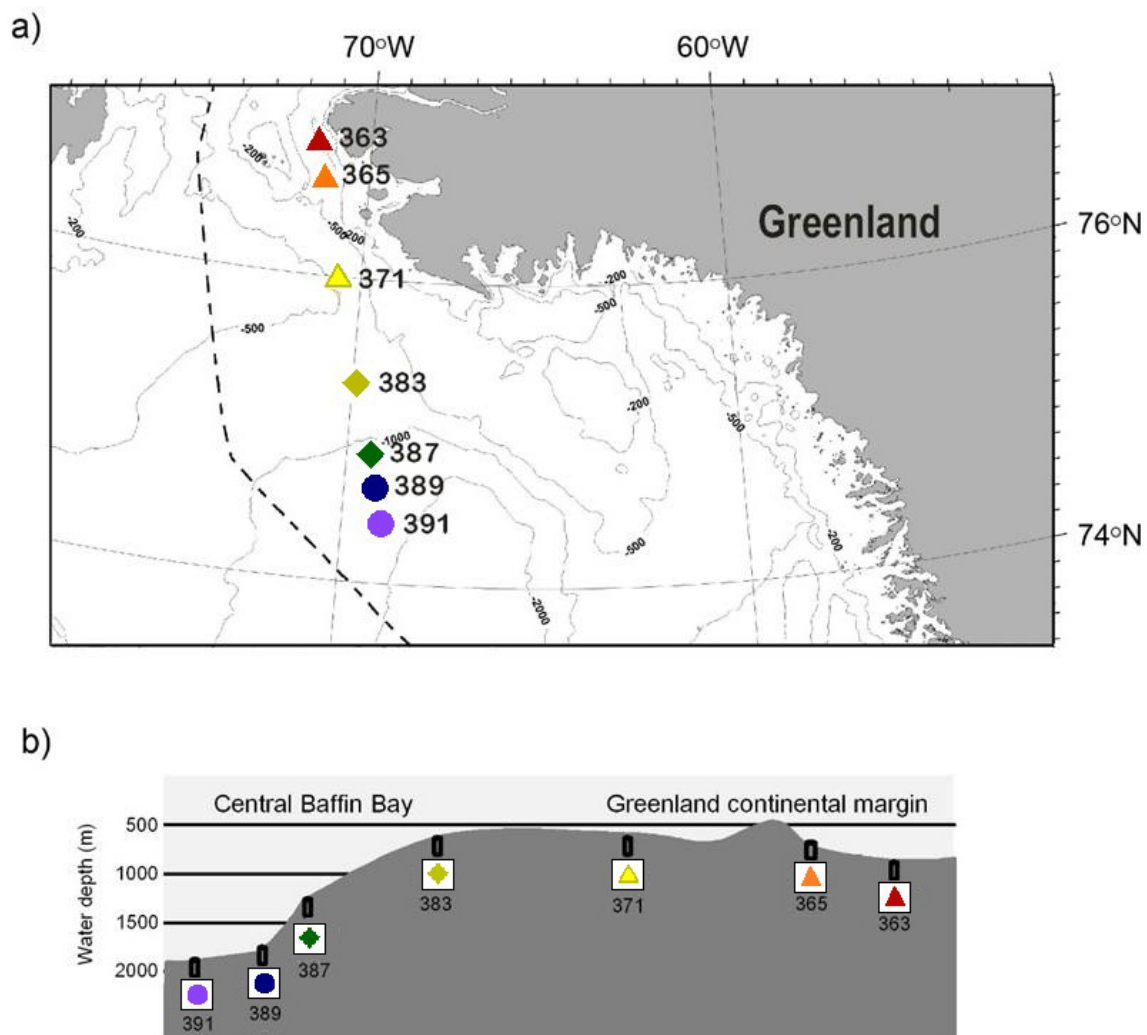 a)
70°W 60°W
363
-200
365
Greenland
76°N
-200
-500
-200
371
-200
-500
-500
383
-200
-500
-1000
387
389
391
-500
-200
74°N
-2000
b)
Central Baffin Bay Greenland continental margin
Water depth (m)
500
1000
1500
2000
383 371 365 363
387
391 389